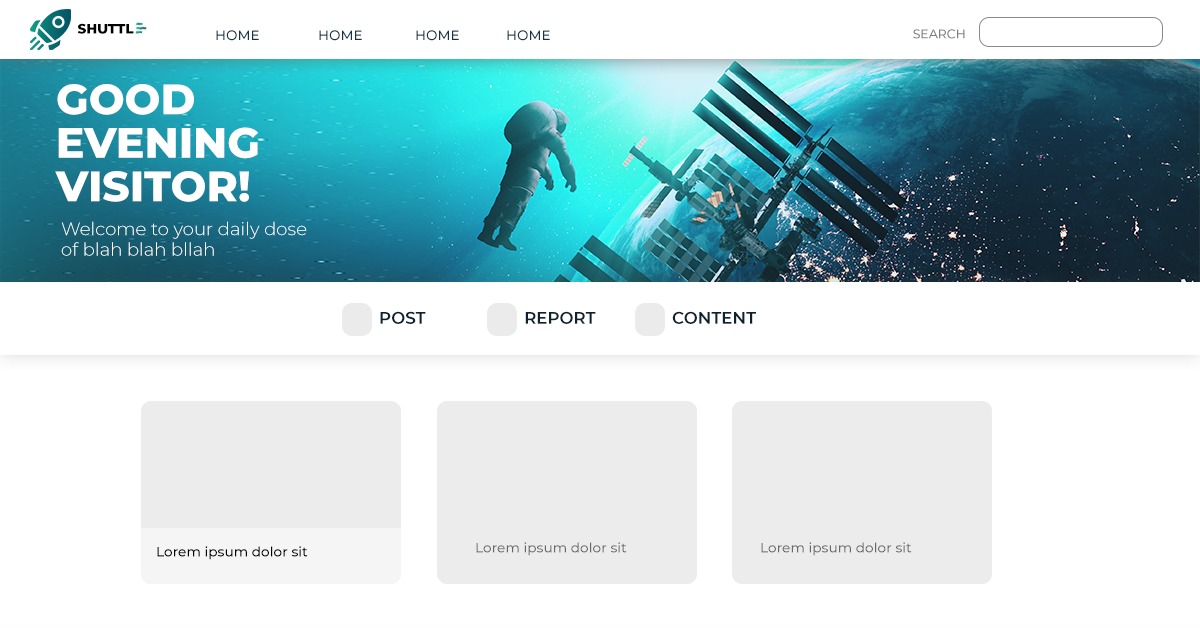 SHUTTLE
HOME HOME HOME HOME
SEARCH
GOOD
EVENING
VISITOR!
Welcome to your daily dose
of blah blah bllah
POST REPORT CONTENT
Lorem ipsum dolor sit
Lorem ipsum dolor sit
Lorem ipsum dolor sit